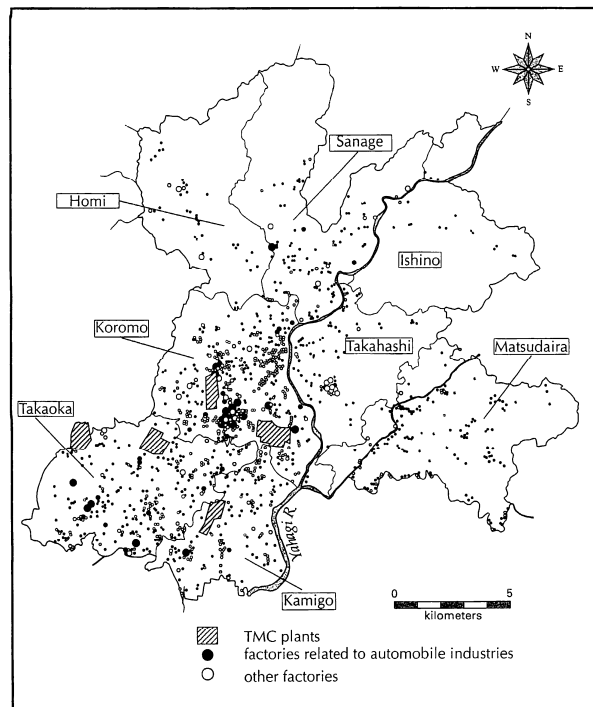 N
W E
S
Sanage
Homi
Ishino
Koromo
Takahashi
Matsudaira
Takaoka
Yahagi R.
Kamigo
0 5
kilometers
TMC plants
factories related to automobile industries
other factories